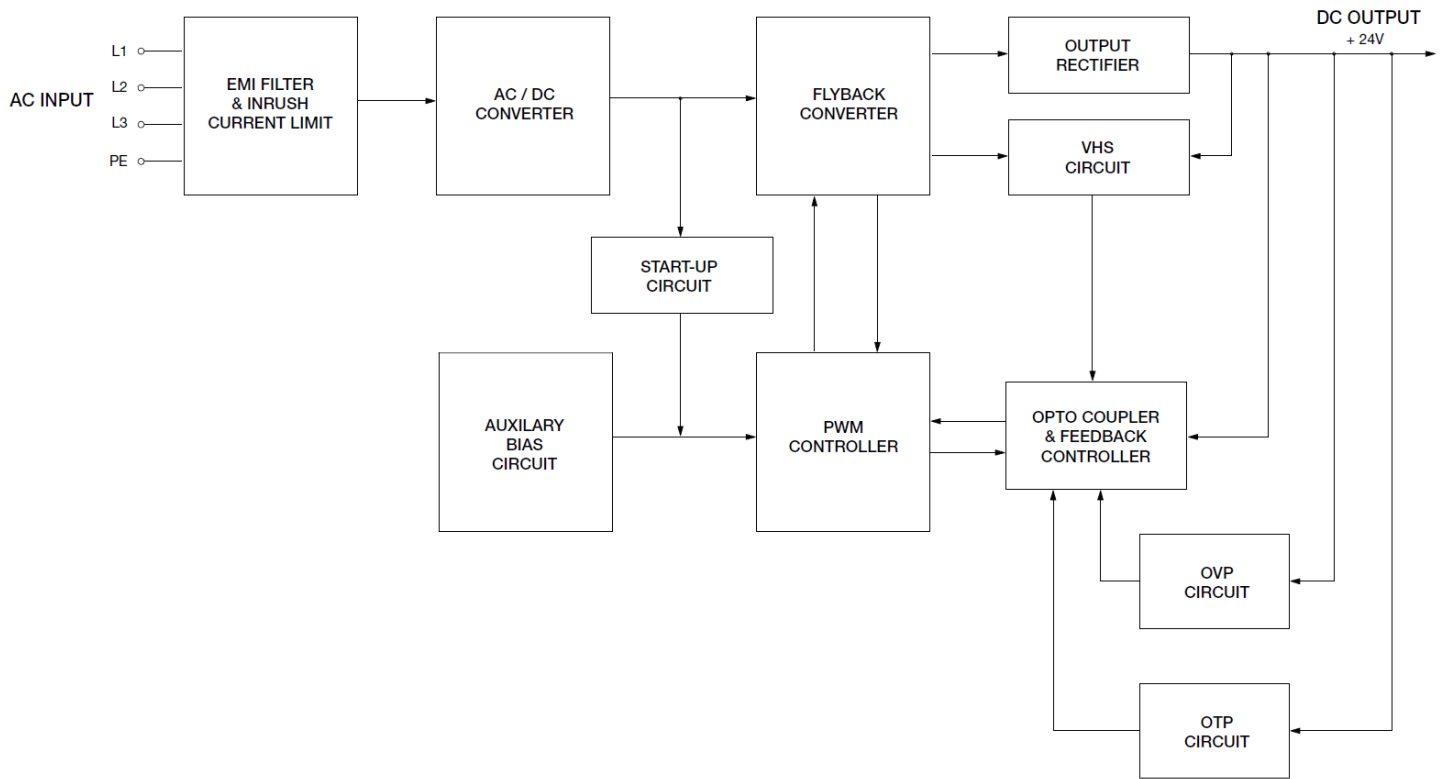 DC OUTPUT
+ 24V
AC INPUT
L1
L2
L3
PE
EMI FILTER
& INRUSH
CURRENT LIMIT
AC / DC
CONVERTER
FLYBACK
CONVERTER
OUTPUT
RECTIFIER
VHS
CIRCUIT
START-UP
CIRCUIT
AUXILARY
BIAS
CIRCUIT
PWM
CONTROLLER
OPTO COUPLER
& FEEDBACK
CONTROLLER
OVP
CIRCUIT
OTP
CIRCUIT